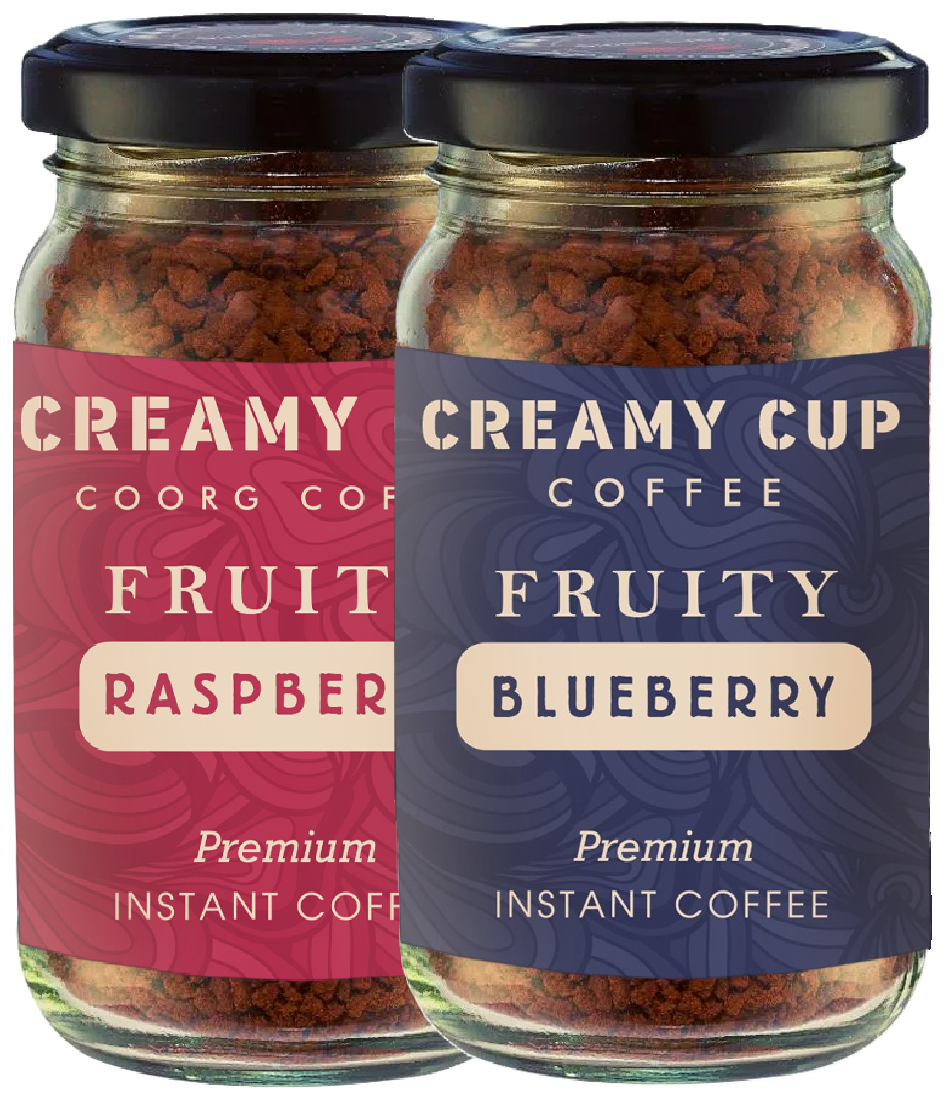 CREAMY
COORG COF
FRUIT
RASPBER
Premium
INSTANT COFF
CREAMY CUP
COFFEE
FRUITY
BLUEBERRY
Premium
INSTANT COFFEE